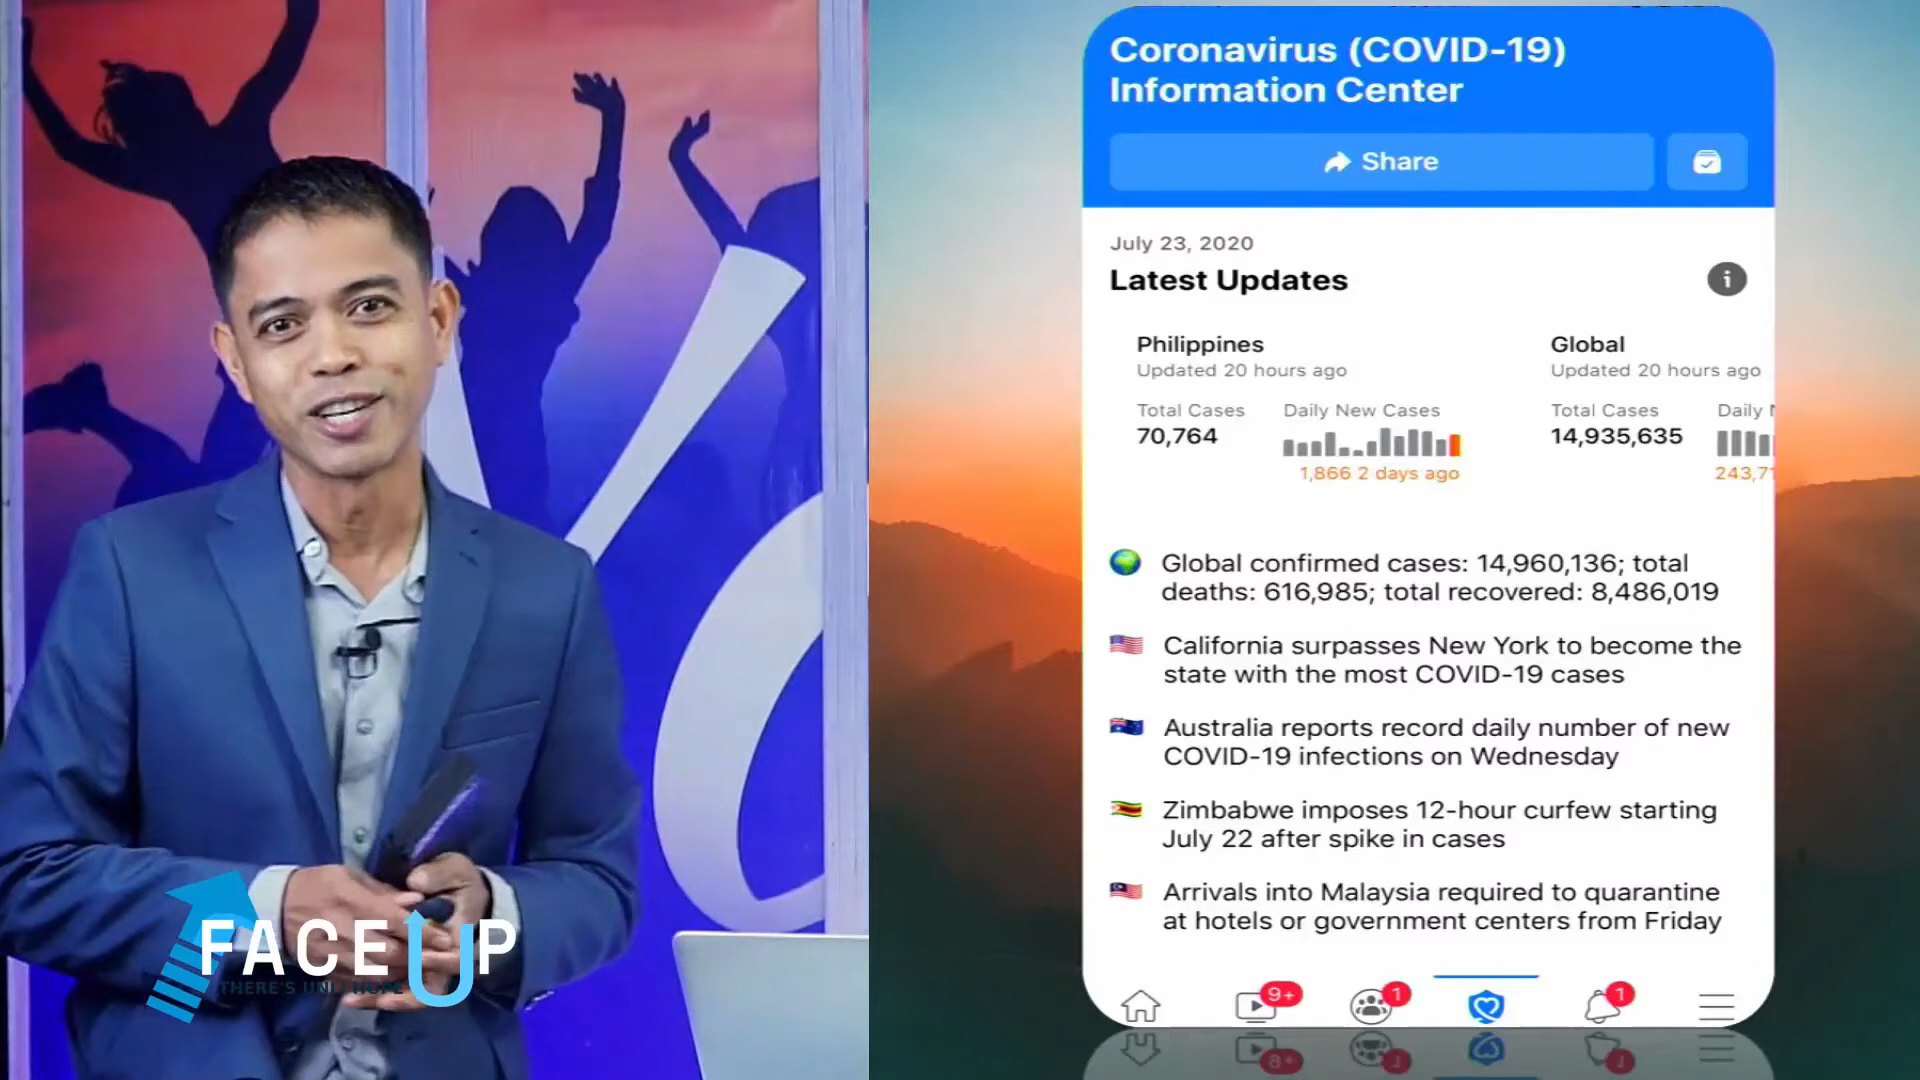 FACE UP
Coronavirus (COVID-19)
Information Center
Share
July 23, 2020
Latest Updates
Philippines
Updated 20 hours ago
Total Cases
70,764
Daily New Cases
1,866 2 days ago
Global
Updated 20 hours ago
Total Cases
14,935,635
Daily
243,71
Global confirmed cases: 14,960,136; total
deaths: 616,985; total recovered: 8,486,019
California surpasses New York to become the
state with the most COVID-19 cases
Australia reports record daily number of new
COVID-19 infections on Wednesday
Zimbabwe imposes 12-hour curfew starting
July 22 after spike in cases
Arrivals into Malaysia required to quarantine
at hotels or government centers from Friday
9+
1
1